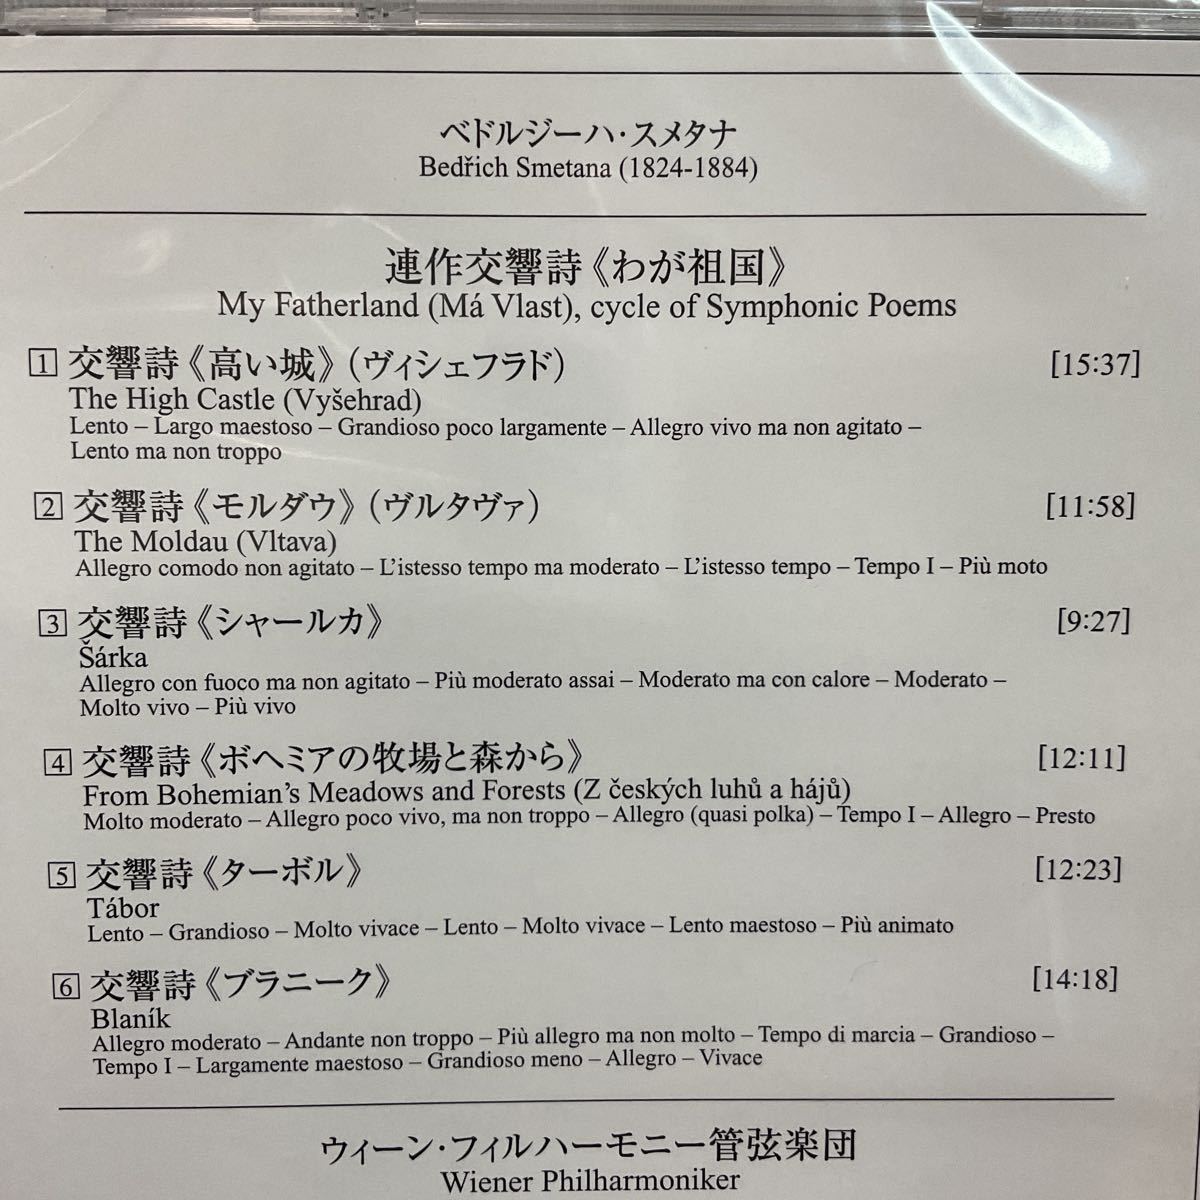 ベドルジーハ・スメタナ
Bedřich Smetana (1824-1884)
連作交響詩《わが祖国》
My Fatherland (Má Vlast), cycle of Symphonic Poems
1 交響詩《高い城》(ヴィシェフラド) [15:37]
The High Castle (Vyšehrad)
Lento – Largo maestoso – Grandioso poco largamente – Allegro vivo ma non agitato –
Lento ma non troppo
2 交響詩《モルダウ》(ヴルタヴァ) [11:58]
The Moldau (Vltava)
Allegro comodo non agitato – L'istesso tempo ma moderato – L'istesso tempo – Tempo I – Più moto
3 交響詩《シャールカ》 [9:27]
Šárka
Allegro con fuoco ma non agitato – Più moderato assai – Moderato ma con calore – Moderato –
Molto vivo – Più vivo
4 交響詩《ボヘミアの牧場と森から》 [12:11]
From Bohemian's Meadows and Forests (Z českých luhů a hájů)
Molto moderato – Allegro poco vivo, ma non troppo – Allegro (quasi polka) – Tempo I – Allegro – Presto
5 交響詩《ターボル》 [12:23]
Tábor
Lento – Grandioso – Molto vivace – Lento – Molto vivace – Lento maestoso – Più animato
6 交響詩《ブラニーク》 [14:18]
Blaník
Allegro moderato – Andante non troppo – Più allegro ma non molto – Tempo di marcia – Grandioso –
Tempo I – Largamente maestoso – Grandioso meno – Allegro – Vivace
ウィーン・フィルハーモニー管弦楽団
Wiener Philharmoniker